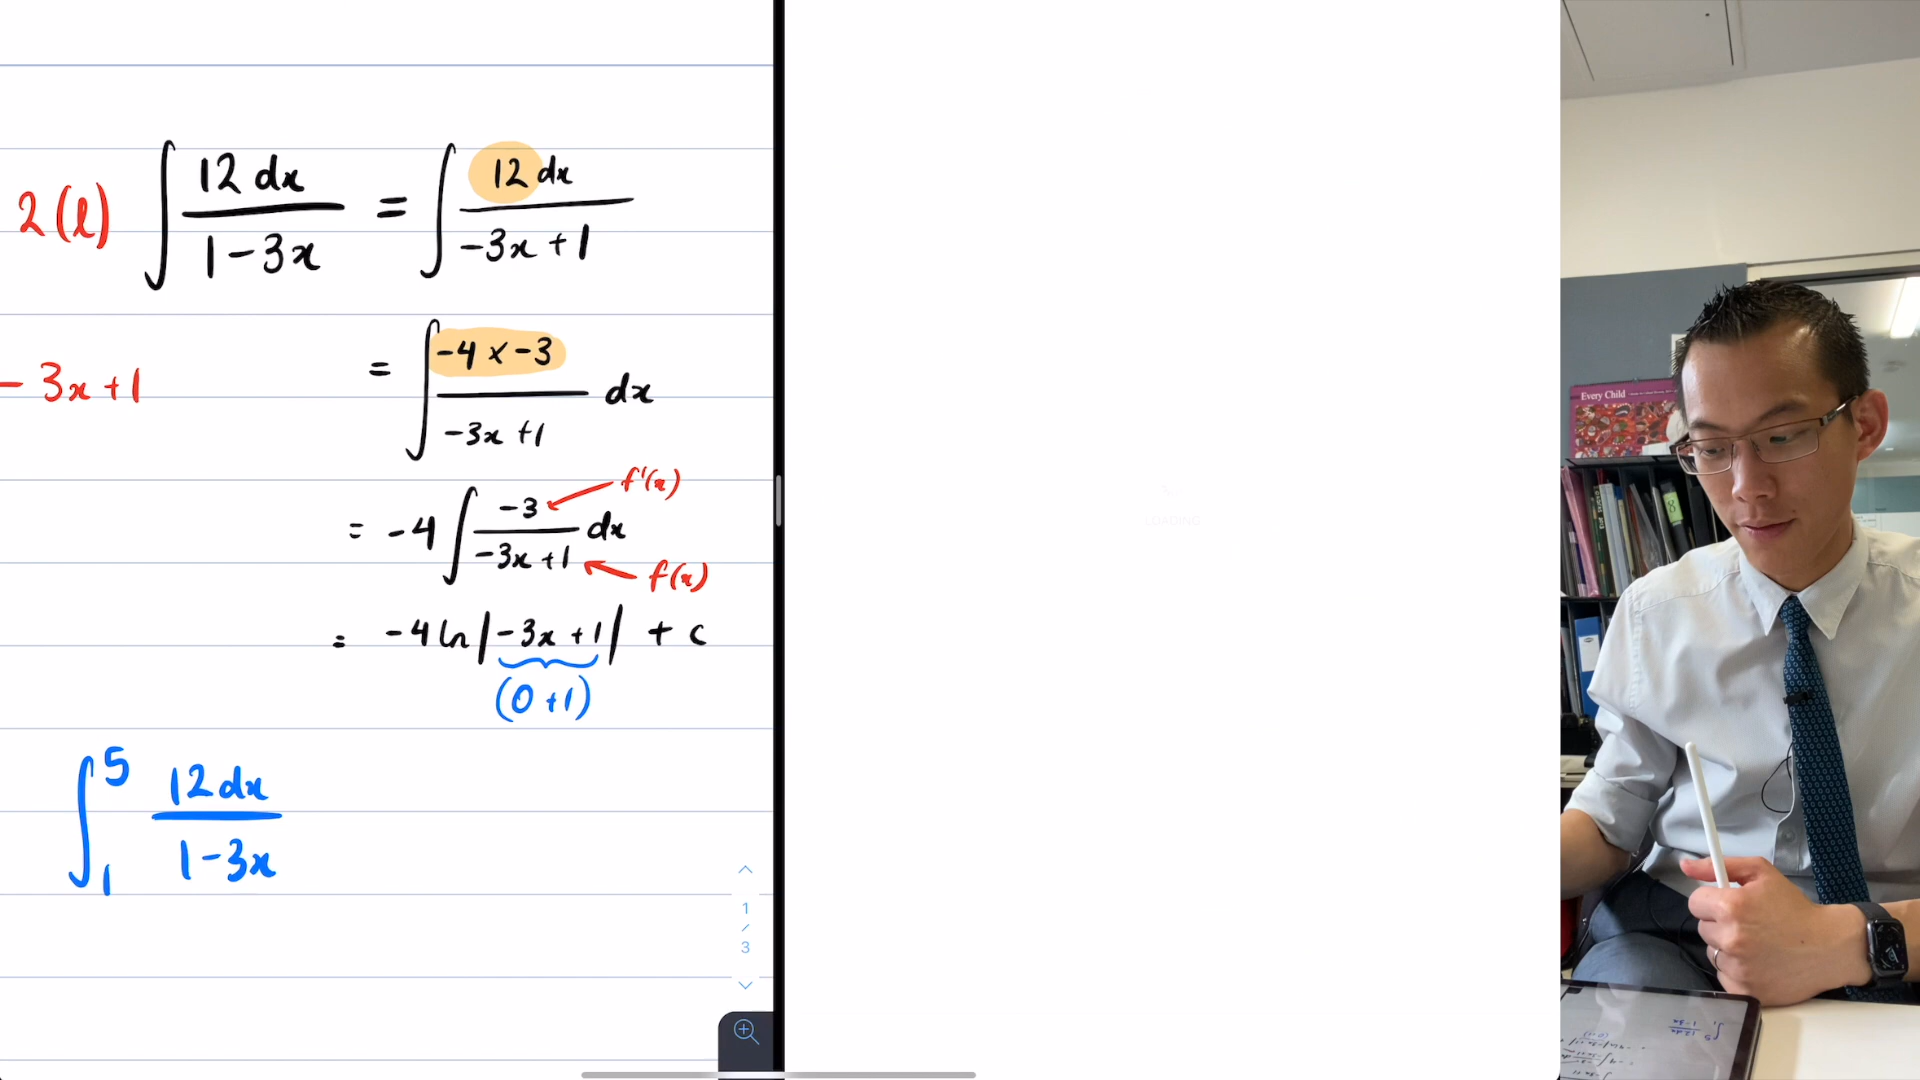 2(l) ∫ 12 dx / 1 - 3x = ∫ 12 dx / -3x + 1
- 3x + 1
= ∫ -4 × -3 / -3x + 1 dx
= -4 ∫ -3 / -3x + 1 dx
f'(x)
f(x)
= -4 ln |-3x + 1| + c
(0 + 1)
∫₁⁵ 12 dx / 1 - 3x
1
/
3
LOADING
Every Child